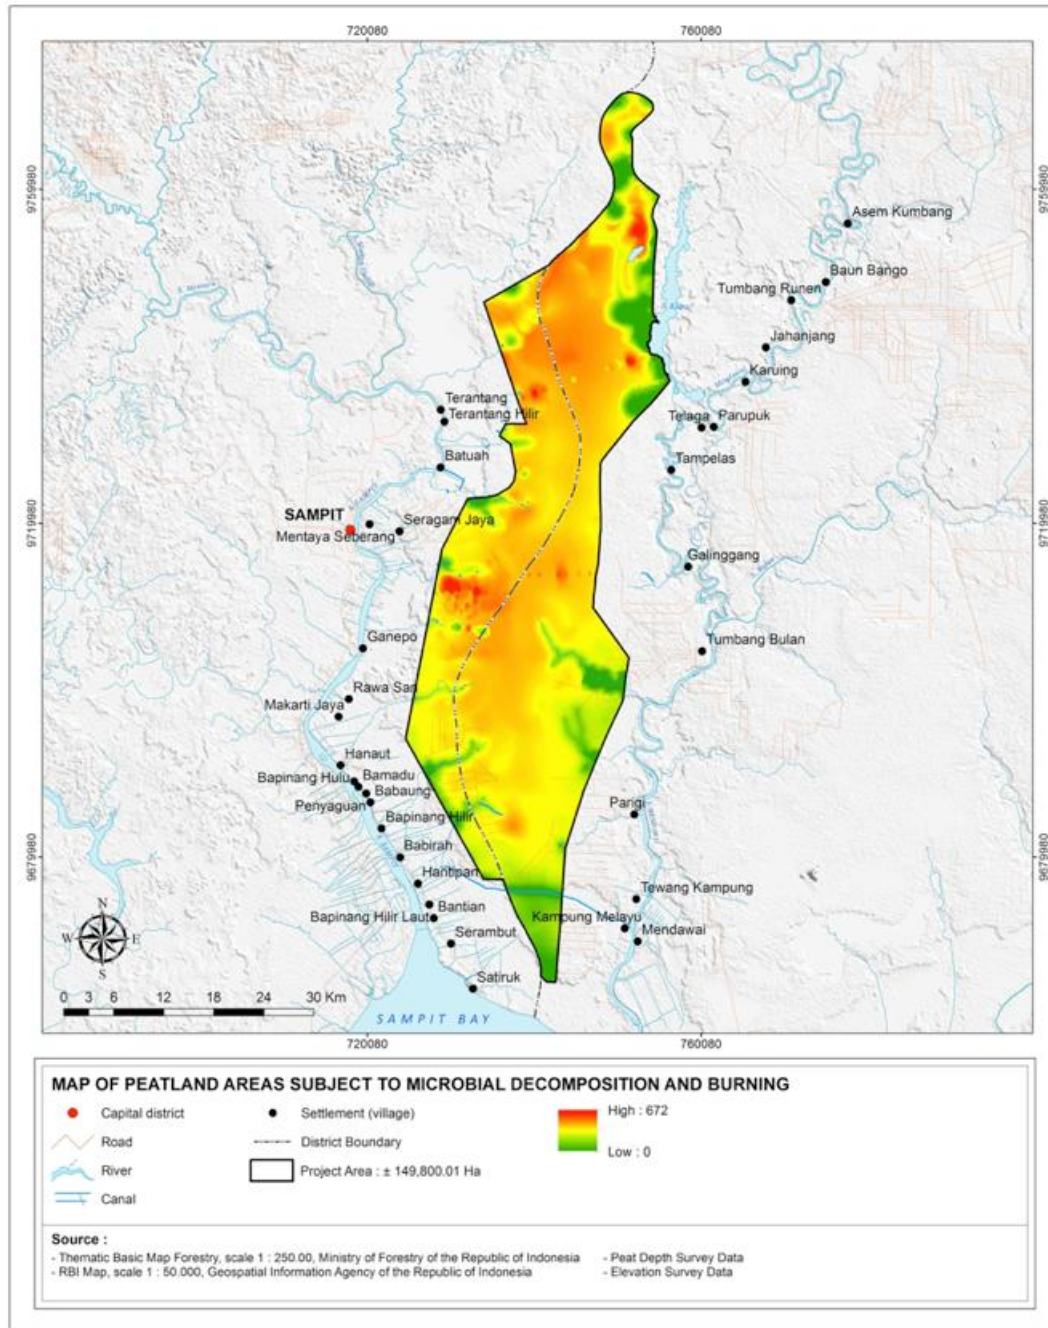 720080 760080
9759980 9759980
Asem Kumbang
Baun Bango
Tumbang Runen
Jahanjang
Karuing
Terantang
Terantang Hilir
Telaga Parupuk
Batuah
Tampelas
SAMPIT
Seragam Jaya
Mentaya Seberang
9719980 9719980
Galinggang
Ganepo
Tumbang Bulan
Rawa Sari
Makarti Jaya
Hanaut
Bapinang Hulu Bamadu
Babaung
Penyaguan
Bapinang Hilir
Pangi
Babirah
9679980 9679980
Hantipan
Tewang Kampung
Bantian
Bapinang Hilir Laut
Kampung Melayu
Serambut
Mendawai
Satiruk
N
W E
S
0 3 6 12 18 24 30 Km
SAMPIT BAY
720080 760080
MAP OF PEATLAND AREAS SUBJECT TO MICROBIAL DECOMPOSITION AND BURNING
Capital district
Settlement (village)
High : 672
Road
District Boundary
Low : 0
River
Project Area : ± 149,800.01 Ha
Canal
Source :
- Thematic Basic Map Forestry, scale 1 : 250.00, Ministry of Forestry of the Republic of Indonesia - Peat Depth Survey Data
- RBI Map, scale 1 : 50.000, Geospatial Information Agency of the Republic of Indonesia - Elevation Survey Data